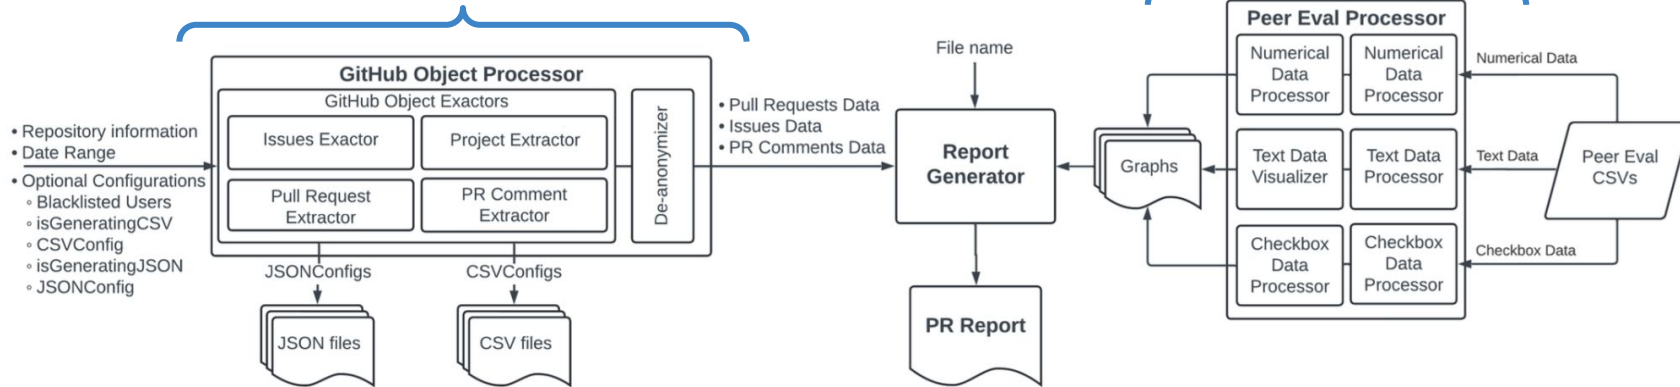 GitHub Object Processor
GitHub Object Exactors
Issues Exactor
Project Extractor
Pull Request
Extractor
PR Comment
Extractor
De-anonymizer
• Repository information
• Date Range
• Optional Configurations
◦ Blacklisted Users
◦ isGeneratingCSV
◦ CSVConfig
◦ isGeneratingJSON
◦ JSONConfig
JSONConfigs
CSVConfigs
JSON files
CSV files
• Pull Requests Data
• Issues Data
• PR Comments Data
File name
Report
Generator
PR Report
Graphs
Peer Eval Processor
Numerical
Data
Processor
Numerical
Data
Processor
Text Data
Visualizer
Text Data
Processor
Checkbox
Data
Processor
Checkbox
Data
Processor
Numerical Data
Text Data
Checkbox Data
Peer Eval
CSVs